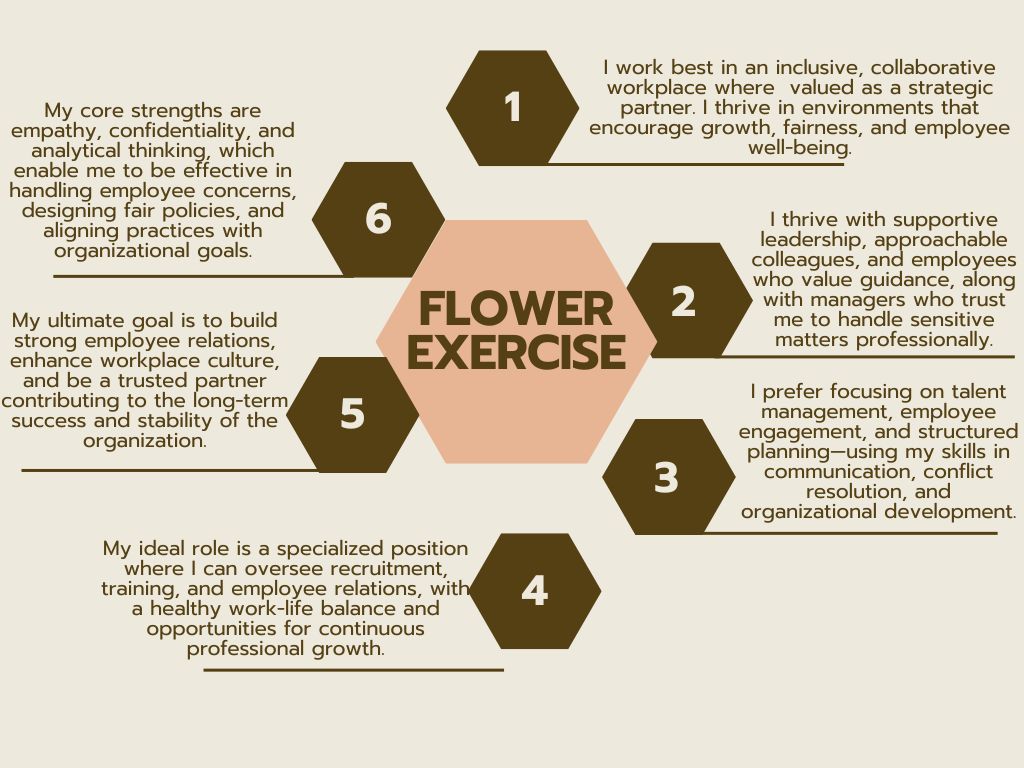 FLOWER
EXERCISE
1
I work best in an inclusive, collaborative
workplace where  valued as a strategic
partner. I thrive in environments that
encourage growth, fairness, and employee
well-being.
2
I thrive with supportive
leadership, approachable
colleagues, and employees
who value guidance, along
with managers who trust
me to handle sensitive
matters professionally.
3
I prefer focusing on talent
management, employee
engagement, and structured
planning—using my skills in
communication, conflict
resolution, and
organizational development.
4
My ideal role is a specialized position
where I can oversee recruitment,
training, and employee relations, with
a healthy work-life balance and
opportunities for continuous
professional growth.
5
My ultimate goal is to build
strong employee relations,
enhance workplace culture,
and be a trusted partner
contributing to the long-term
success and stability of the
organization.
6
My core strengths are
empathy, confidentiality, and
analytical thinking, which
enable me to be effective in
handling employee concerns,
designing fair policies, and
aligning practices with
organizational goals.